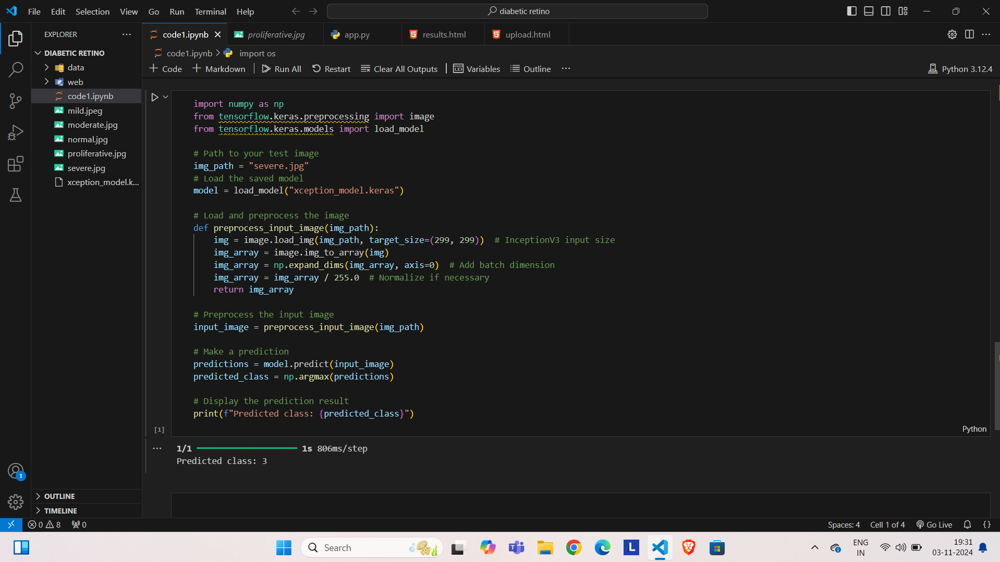 File Edit Selection View Go Run Terminal Help
diabetic retino
EXPLORER
code1.ipynb
proliferative.jpg
app.py
results.html
upload.html
DIABETIC RETINO
data
web
code1.ipynb
mild.jpeg
moderate.jpg
normal.jpg
proliferative.jpg
severe.jpg
xception_model.k...
code1.ipynb > import os
+ Code + Markdown | Run All Restart Clear All Outputs | Variables Outline ...
Python 3.12.4
import numpy as np
from tensorflow.keras.preprocessing import image
from tensorflow.keras.models import load_model
# Path to your test image
img_path = "severe.jpg"
# Load the saved model
model = load_model("xception_model.keras")
# Load and preprocess the image
def preprocess_input_image(img_path):
img = image.load_img(img_path, target_size=(299, 299))  # InceptionV3 input size
img_array = image.img_to_array(img)
img_array = np.expand_dims(img_array, axis=0)  # Add batch dimension
img_array = img_array / 255.0  # Normalize if necessary
return img_array
# Preprocess the input image
input_image = preprocess_input_image(img_path)
# Make a prediction
predictions = model.predict(input_image)
predicted_class = np.argmax(predictions)
# Display the prediction result
print(f"Predicted class: {predicted_class}")
[1]
Python
1/1 1s 806ms/step
Predicted class: 3
1
OUTLINE
TIMELINE
0 8 0
Spaces: 4 Cell 1 of 4 Go Live {}
Search
L
ENG
IN
19:31
03-11-2024